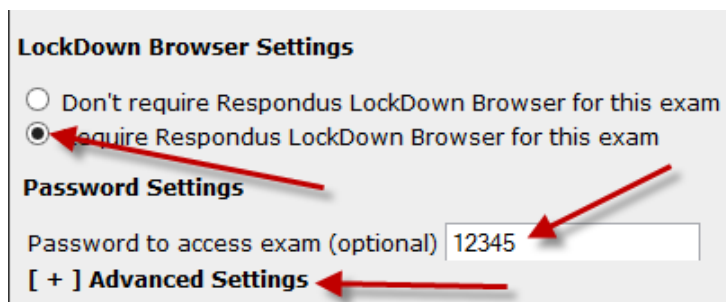 LockDown Browser Settings
Don't require Respondus LockDown Browser for this exam
Require Respondus LockDown Browser for this exam
Password Settings
Password to access exam (optional) 12345
[ + ] Advanced Settings